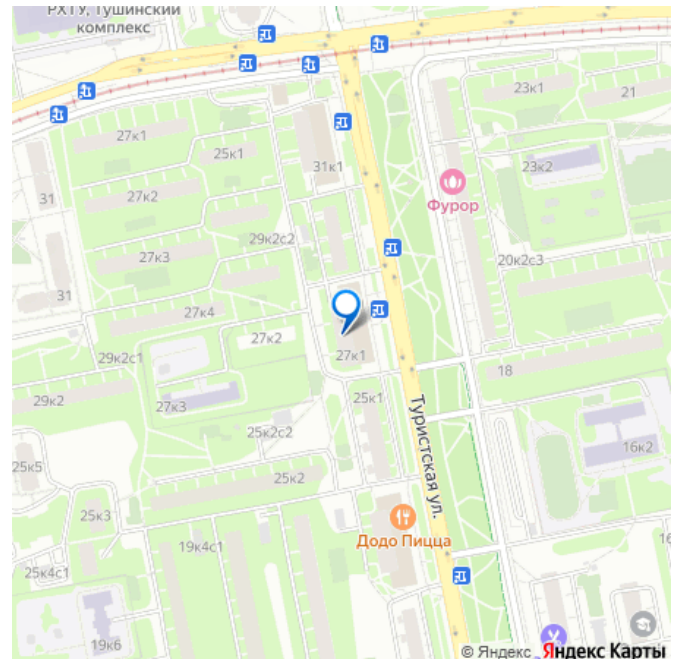 РХТУ, Тушинский
комплекс
23к1
21
27к1
25к1
31к1
23к2
31
27к2
Фурор
29к2с2
27к3
20к2с3
31
27к4
27к2
27к1
29к2с1
18
29к2
27к3
25к1
Туристская ул.
25к2с2
16к2
25к5
25к2
25к3
Додо Пицца
19к4с1
16
25к4с1
19к6
© Яндекс Яндекс Карты